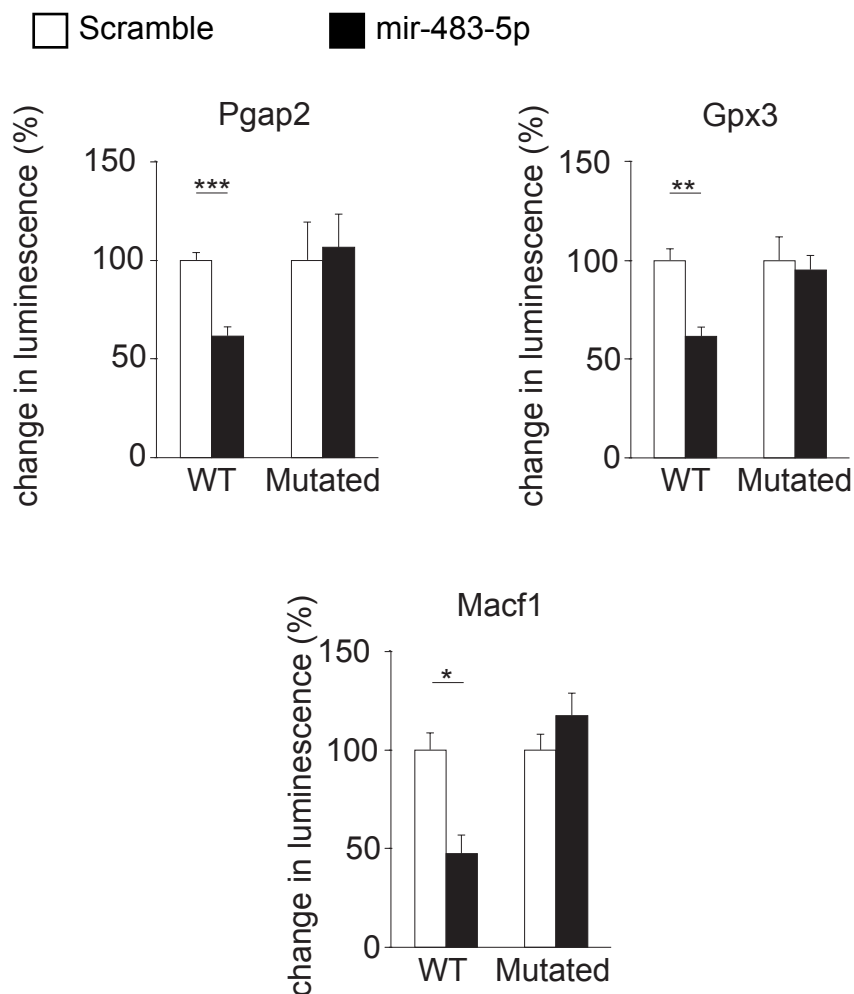 Scramble
mir-483-5p
Pgap2
change in luminescence (%)
150
100
50
0
***
WT
Mutated
Gpx3
change in luminescence (%)
150
100
50
0
**
WT
Mutated
Macf1
change in luminescence (%)
150
100
50
0
*
WT
Mutated